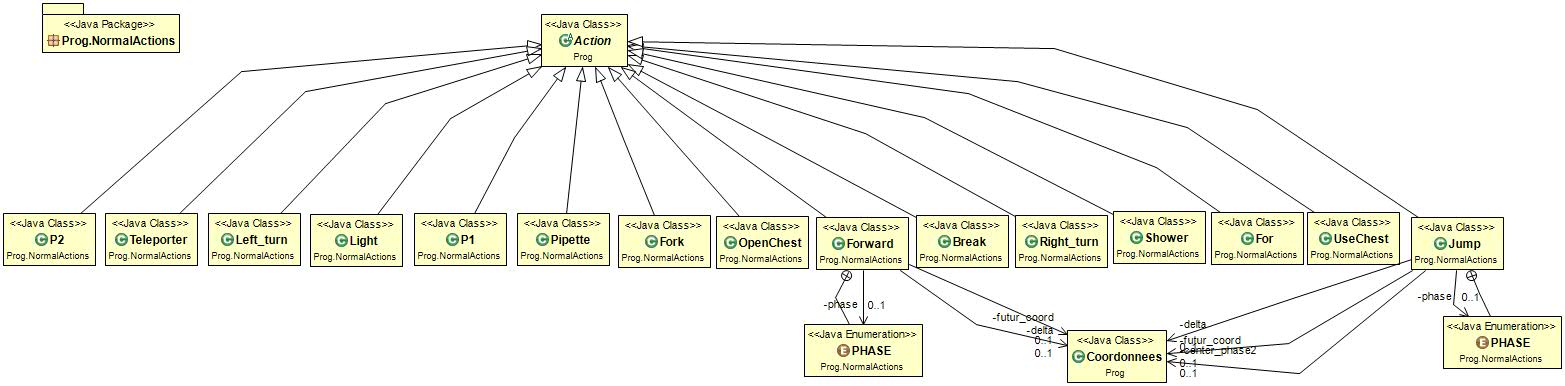 <<Java Package>>
Prog.NormalActions
<<Java Class>>
Action
Prog
<<Java Class>>
P2
Prog.NormalActions
<<Java Class>>
Teleporter
Prog.NormalActions
<<Java Class>>
Left_turn
Prog.NormalActions
<<Java Class>>
Light
Prog.NormalActions
<<Java Class>>
P1
Prog.NormalActions
<<Java Class>>
Pipette
Prog.NormalActions
<<Java Class>>
Fork
Prog.NormalActions
<<Java Class>>
OpenChest
Prog.NormalActions
<<Java Class>>
Forward
Prog.NormalActions
<<Java Class>>
Break
Prog.NormalActions
<<Java Class>>
Right_turn
Prog.NormalActions
<<Java Class>>
Shower
Prog.NormalActions
<<Java Class>>
For
Prog.NormalActions
<<Java Class>>
UseChest
Prog.NormalActions
<<Java Class>>
Jump
Prog.NormalActions
-phase
0..1
-futur_coord
-delta
0..1
0..1
-delta
-futur_coord
0..1
-center_phase2
0..1
0..1
-phase
0..1
<<Java Enumeration>>
PHASE
Prog.NormalActions
<<Java Class>>
Coordonnees
Prog
<<Java Enumeration>>
PHASE
Prog.NormalActions